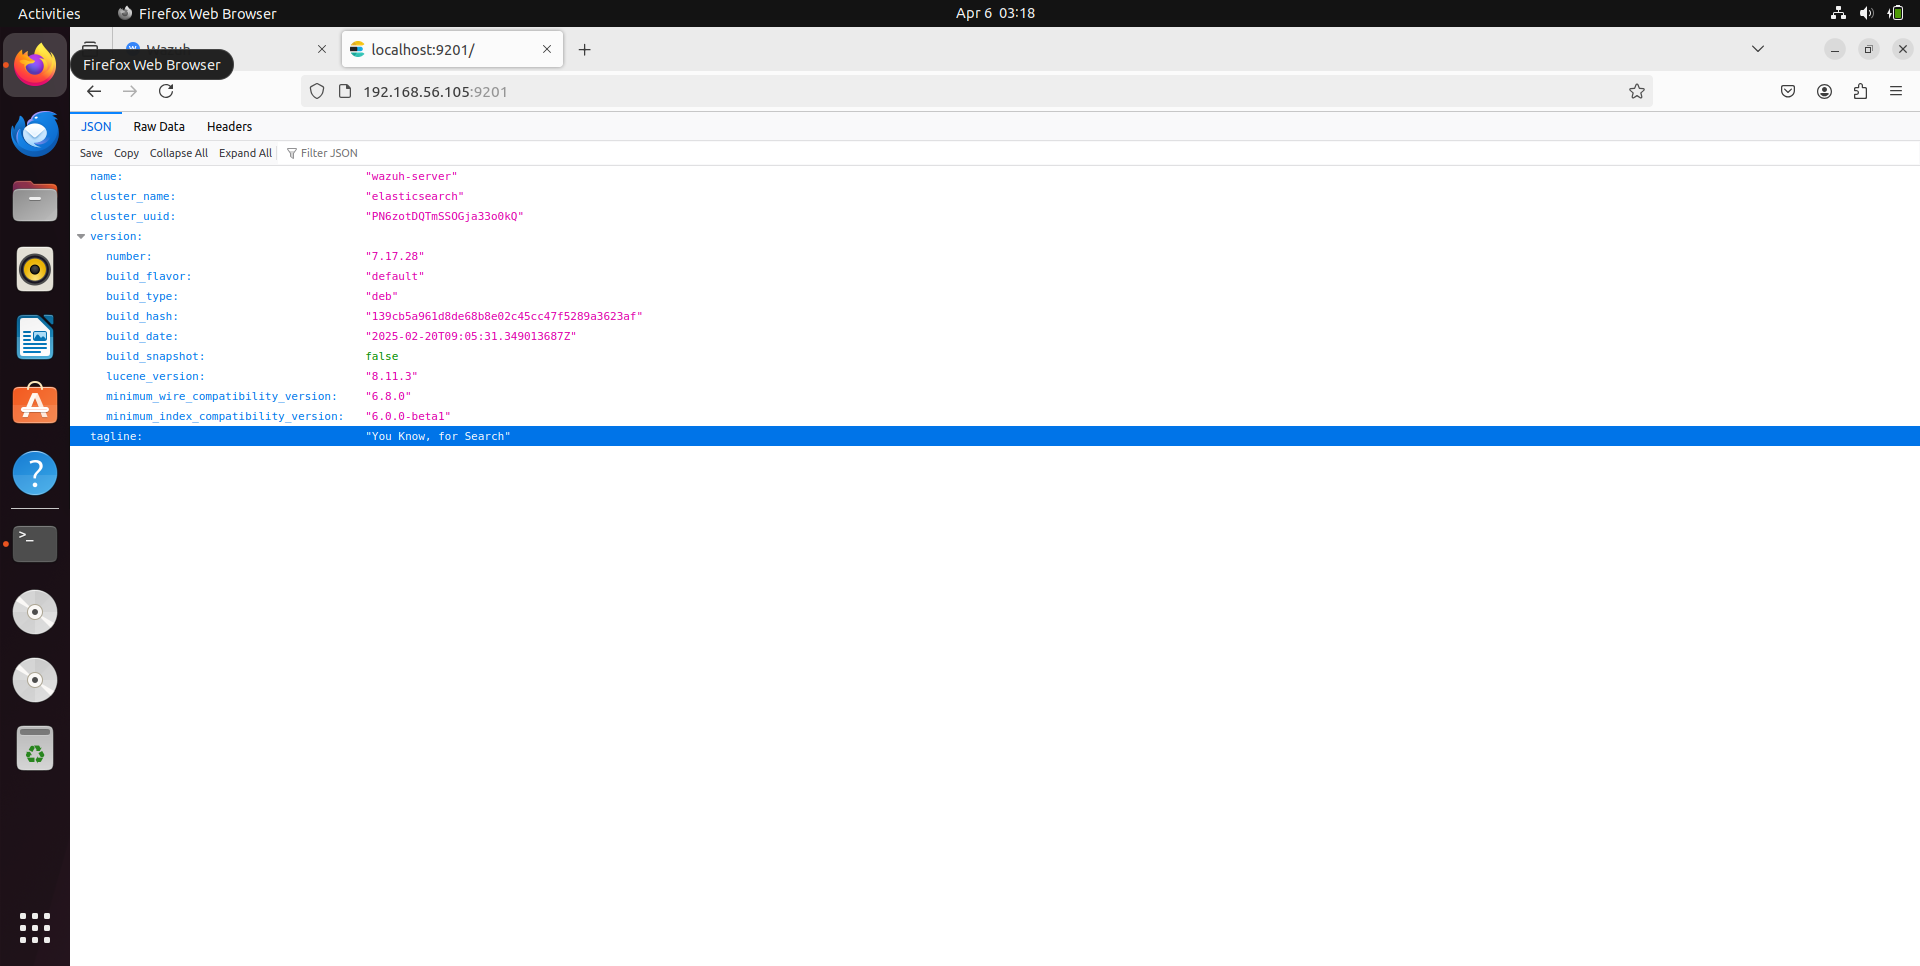 Activities Firefox Web Browser Apr 6 03:18
Wazuh localhost:9201/
Firefox Web Browser
192.168.56.105:9201
JSON Raw Data Headers
Save Copy Collapse All Expand All Filter JSON
name: "wazuh-server"
cluster_name: "elasticsearch"
cluster_uuid: "PN6zotDQTmSSOGja33o0kQ"
version:
number: "7.17.28"
build_flavor: "default"
build_type: "deb"
build_hash: "139cb5a961d8de68b8e02c45cc47f5289a3623af"
build_date: "2025-02-20T09:05:31.349013687Z"
build_snapshot: false
lucene_version: "8.11.3"
minimum_wire_compatibility_version: "6.8.0"
minimum_index_compatibility_version: "6.0.0-beta1"
tagline: "You Know, for Search"